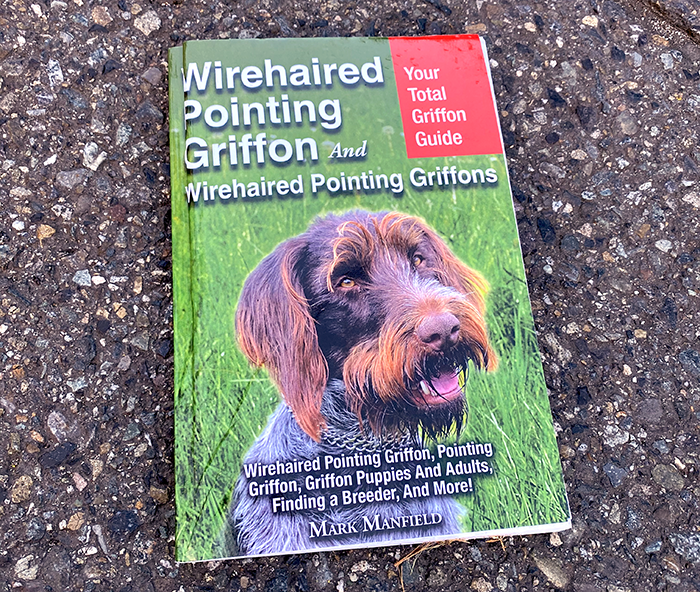 Wirehaired
Pointing
Griffon And
Wirehaired Pointing Griffons
Your
Total
Griffon
Guide
Wirehaired Pointing Griffon, Pointing
Griffon, Griffon Puppies And Adults,
Finding a Breeder, And More!
Mark Manfield